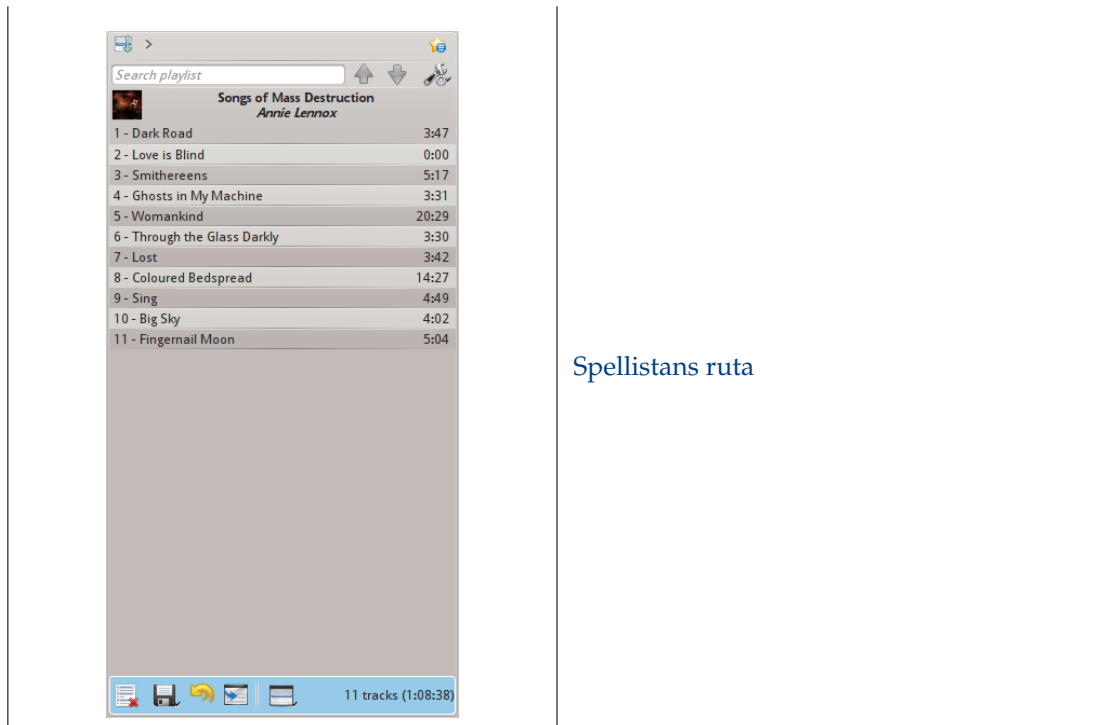 >
Search playlist
Songs of Mass Destruction
Annie Lennox
1 - Dark Road 3:47
2 - Love is Blind 0:00
3 - Smithereens 5:17
4 - Ghosts in My Machine 3:31
5 - Womankind 20:29
6 - Through the Glass Darkly 3:30
7 - Lost 3:42
8 - Coloured Bedspread 14:27
9 - Sing 4:49
10 - Big Sky 4:02
11 - Fingernail Moon 5:04
11 tracks (1:08:38)
Spellistans ruta